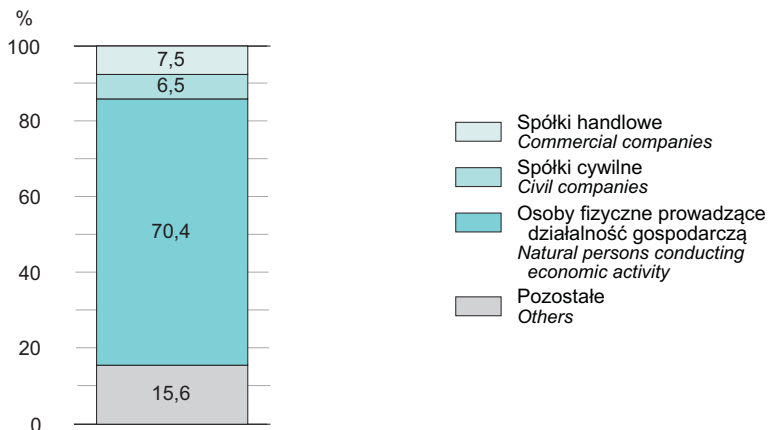 %
100
80
60
40
20
0
7,5
6,5
70,4
15,6
Spółki handlowe
Commercial companies
Spółki cywilne
Civil companies
Osoby fizyczne prowadzące
działalność gospodarczą
Natural persons conducting
economic activity
Pozostałe
Others